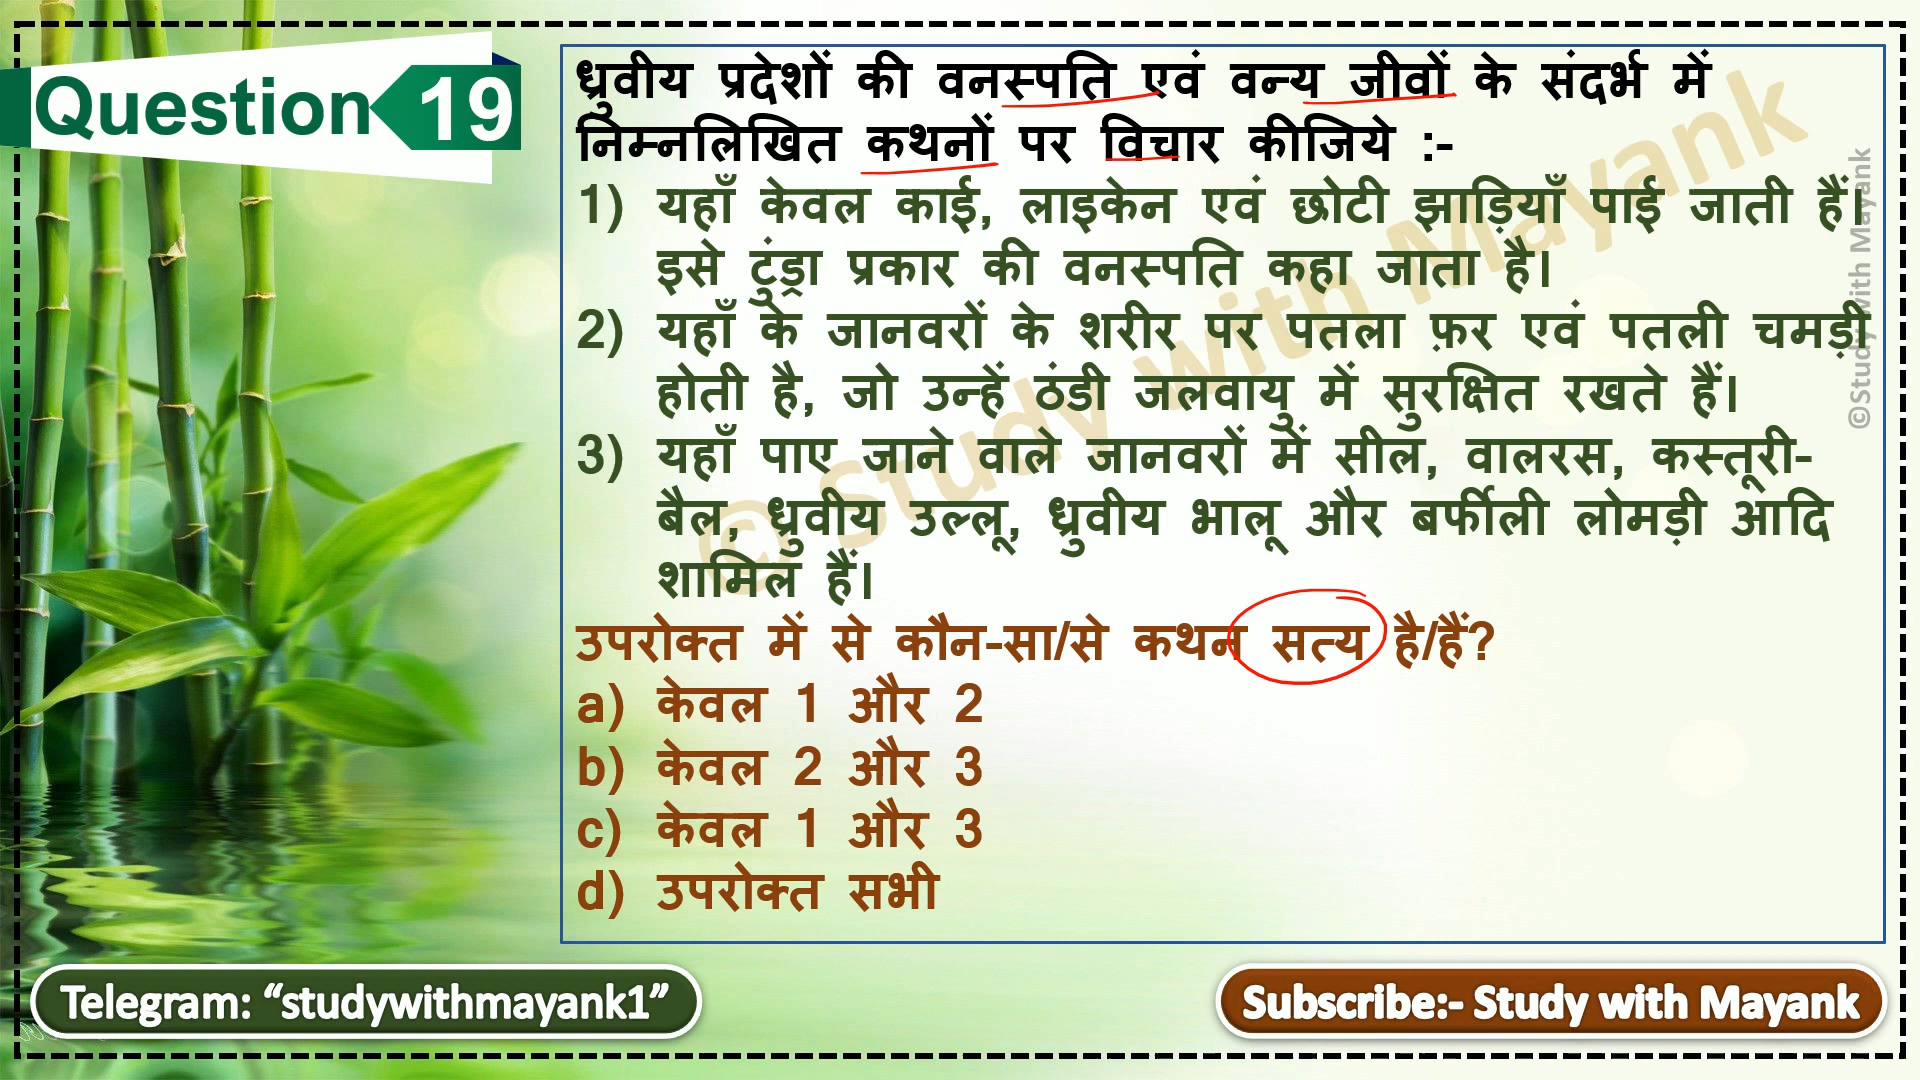 Question 19
ध्रुवीय प्रदेशों की वनस्पति एवं वन्य जीवों के संदर्भ में
निम्नलिखित कथनों पर विचार कीजिये :-
1) यहाँ केवल काई, लाइकेन एवं छोटी झाड़ियाँ पाई जाती हैं।
इसे टुंड्रा प्रकार की वनस्पति कहा जाता है।
2) यहाँ के जानवरों के शरीर पर पतला फ़र एवं पतली चमड़ी
होती है, जो उन्हें ठंडी जलवायु में सुरक्षित रखते हैं।
3) यहाँ पाए जाने वाले जानवरों में सील, वालरस, कस्तूरी-
बैल, ध्रुवीय उल्लू, ध्रुवीय भालू और बर्फीली लोमड़ी आदि
शामिल हैं।
उपरोक्त में से कौन-सा/से कथन सत्य है/हैं?
a) केवल 1 और 2
b) केवल 2 और 3
c) केवल 1 और 3
d) उपरोक्त सभी
© Study with Mayank
©Study with Mayank
Telegram: “studywithmayank1”
Subscribe:- Study with Mayank